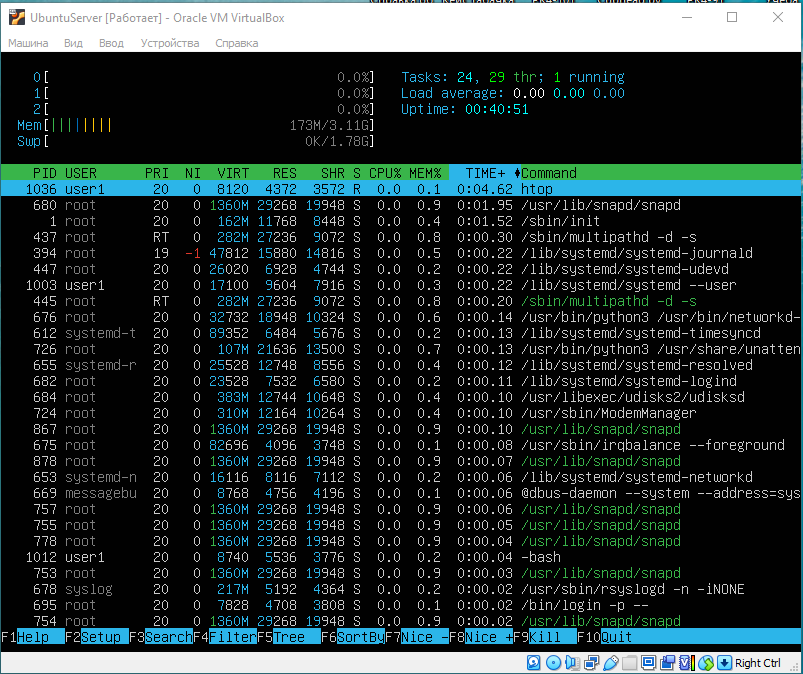 UbuntuServer [Работает] - Oracle VM VirtualBox
Машина Вид Ввод Устройства Справка
0[ 0.0%] Tasks: 24, 29 thr; 1 running
1[ 0.0%] Load average: 0.00 0.00 0.00
2[ 0.0%] Uptime: 00:40:51
Mem[|||||||| 173M/3.11G]
Swp[ 0K/1.78G]
PID USER PRI NI VIRT RES SHR S CPU% MEM% TIME+ Command
1036 user1 20 0 8120 4372 3572 R 0.0 0.1 0:04.62 htop
680 root 20 0 1360M 29268 19948 S 0.0 0.9 0:01.95 /usr/lib/snapd/snapd
1 root 20 0 162M 11768 8448 S 0.0 0.4 0:01.52 /sbin/init
437 root RT 0 282M 27236 9072 S 0.0 0.8 0:00.30 /sbin/multipathd -d -s
394 root 19 -1 47812 15880 14816 S 0.0 0.5 0:00.22 /lib/systemd/systemd-journald
447 root 20 0 26020 6928 4744 S 0.0 0.2 0:00.22 /lib/systemd/systemd-udevd
1003 user1 20 0 17100 9604 7916 S 0.0 0.3 0:00.22 /lib/systemd/systemd --user
445 root RT 0 282M 27236 9072 S 0.0 0.8 0:00.20 /sbin/multipathd -d -s
676 root 20 0 32732 18948 10324 S 0.0 0.6 0:00.14 /usr/bin/python3 /usr/bin/networkd-
612 systemd-t 20 0 89352 6484 5676 S 0.0 0.2 0:00.13 /lib/systemd/systemd-timesyncd
726 root 20 0 107M 21636 13500 S 0.0 0.7 0:00.13 /usr/bin/python3 /usr/share/unatten
655 systemd-r 20 0 25528 12748 8556 S 0.0 0.4 0:00.12 /lib/systemd/systemd-resolved
682 root 20 0 23528 7532 6580 S 0.0 0.2 0:00.11 /lib/systemd/systemd-logind
684 root 20 0 383M 12744 10648 S 0.0 0.4 0:00.10 /usr/libexec/udisks2/udisksd
724 root 20 0 310M 12164 10264 S 0.0 0.4 0:00.10 /usr/sbin/ModemManager
867 root 20 0 1360M 29268 19948 S 0.0 0.9 0:00.10 /usr/lib/snapd/snapd
675 root 20 0 82696 4096 3748 S 0.0 0.1 0:00.08 /usr/sbin/irqbalance --foreground
878 root 20 0 1360M 29268 19948 S 0.0 0.9 0:00.07 /usr/lib/snapd/snapd
653 systemd-n 20 0 16116 8116 7112 S 0.0 0.2 0:00.06 /lib/systemd/systemd-networkd
669 messagebu 20 0 8768 4756 4196 S 0.0 0.1 0:00.06 @dbus-daemon --system --address=sys
757 root 20 0 1360M 29268 19948 S 0.0 0.9 0:00.06 /usr/lib/snapd/snapd
755 root 20 0 1360M 29268 19948 S 0.0 0.9 0:00.05 /usr/lib/snapd/snapd
778 root 20 0 1360M 29268 19948 S 0.0 0.9 0:00.04 /usr/lib/snapd/snapd
1012 user1 20 0 8740 5536 3776 S 0.0 0.2 0:00.04 -bash
753 root 20 0 1360M 29268 19948 S 0.0 0.9 0:00.03 /usr/lib/snapd/snapd
678 syslog 20 0 217M 5192 4364 S 0.0 0.2 0:00.02 /usr/sbin/rsyslogd -n -iNONE
695 root 20 0 7828 4708 3808 S 0.0 0.1 0:00.02 /bin/login -p --
754 root 20 0 1360M 29268 19948 S 0.0 0.9 0:00.02 /usr/lib/snapd/snapd
F1Help F2Setup F3SearchF4FilterF5Tree F6SortByF7Nice -F8Nice +F9Kill F10Quit
Right Ctrl